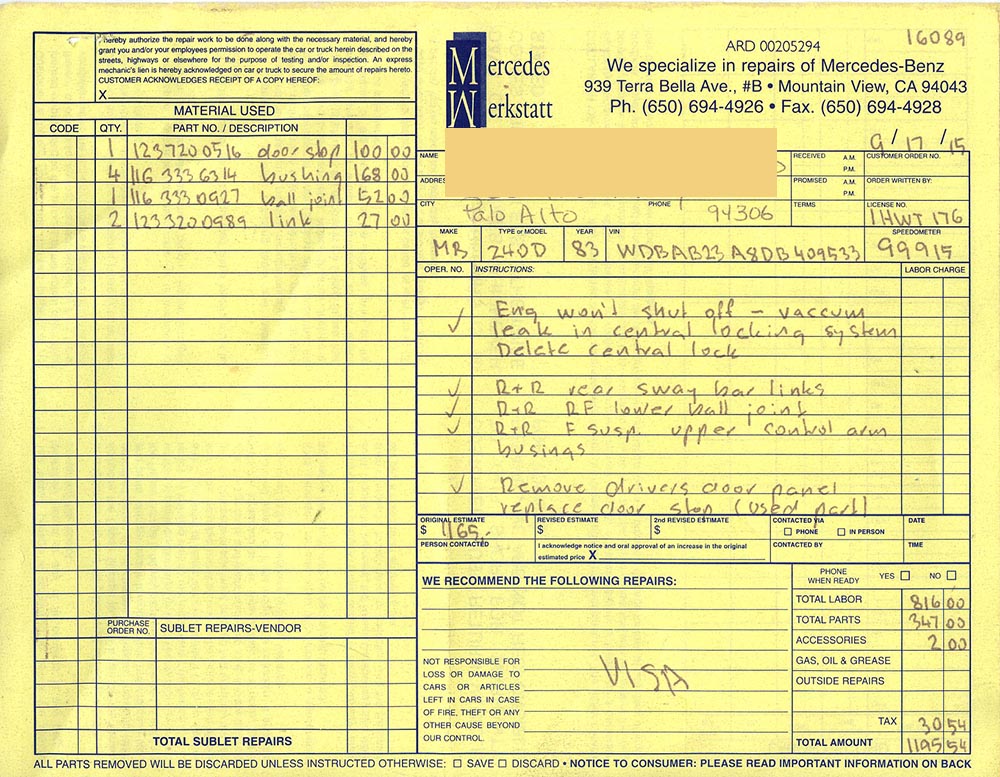 I hereby authorize the repair work to be done along with the necessary material, and hereby
grant you and/or your employees permission to operate the car or truck herein described on the
streets, highways or elsewhere for the purpose of testing and/or inspection. An express
mechanic's lien is hereby acknowledged on car or truck to secure the amount of repairs hereto.
CUSTOMER ACKNOWLEDGES RECEIPT OF A COPY HEREOF:
X
MATERIAL USED
CODE QTY. PART NO. / DESCRIPTION
1 1237200516 door stop 100 00
4 116 333 6314 bushing 168 00
1 116 333 0927 ball joint 52 00
2 1233200989 link 27 00
PURCHASE ORDER NO. SUBLET REPAIRS-VENDOR
TOTAL SUBLET REPAIRS
Mercedes
Werkstatt
16089
ARD 00205294
We specialize in repairs of Mercedes-Benz
939 Terra Bella Ave., #B • Mountain View, CA 94043
Ph. (650) 694-4926 • Fax. (650) 694-4928
9/17/15
NAME RECEIVED A.M. P.M. CUSTOMER ORDER NO.
ADDRES PROMISED A.M. P.M. ORDER WRITTEN BY:
CITY PHONE TERMS LICENSE NO.
Palo Alto 94306 1HWT176
MAKE TYPE or MODEL YEAR VIN SPEEDOMETER
MB 240D 83 WDBAB23A8DB409533 99915
OPER. NO. INSTRUCTIONS: LABOR CHARGE
✓ Eng won't shut off - vaccum
leak in central locking system
Delete central lock
✓ R+R rear sway bar links
✓ R+R RF lower ball joint
✓ R+R F susp. upper control arm
busings
✓ Remove drivers door panel
replace door stop (used part)
ORIGINAL ESTIMATE REVISED ESTIMATE 2nd REVISED ESTIMATE CONTACTED VIA DATE
$ 1165.- $ $ PHONE IN PERSON
PERSON CONTACTED I acknowledge notice and oral approval of an increase in the original CONTACTED BY TIME
estimated price X
WE RECOMMEND THE FOLLOWING REPAIRS:
PHONE WHEN READY YES NO
TOTAL LABOR 816 00
TOTAL PARTS 347 00
ACCESSORIES 2 00
GAS, OIL & GREASE
OUTSIDE REPAIRS
TAX 30 54
TOTAL AMOUNT 1195 54
NOT RESPONSIBLE FOR
LOSS OR DAMAGE TO
CARS OR ARTICLES
LEFT IN CARS IN CASE
OF FIRE, THEFT OR ANY
OTHER CAUSE BEYOND
OUR CONTROL.
VISA
ALL PARTS REMOVED WILL BE DISCARDED UNLESS INSTRUCTED OTHERWISE: SAVE DISCARD • NOTICE TO CONSUMER: PLEASE READ IMPORTANT INFORMATION ON BACK